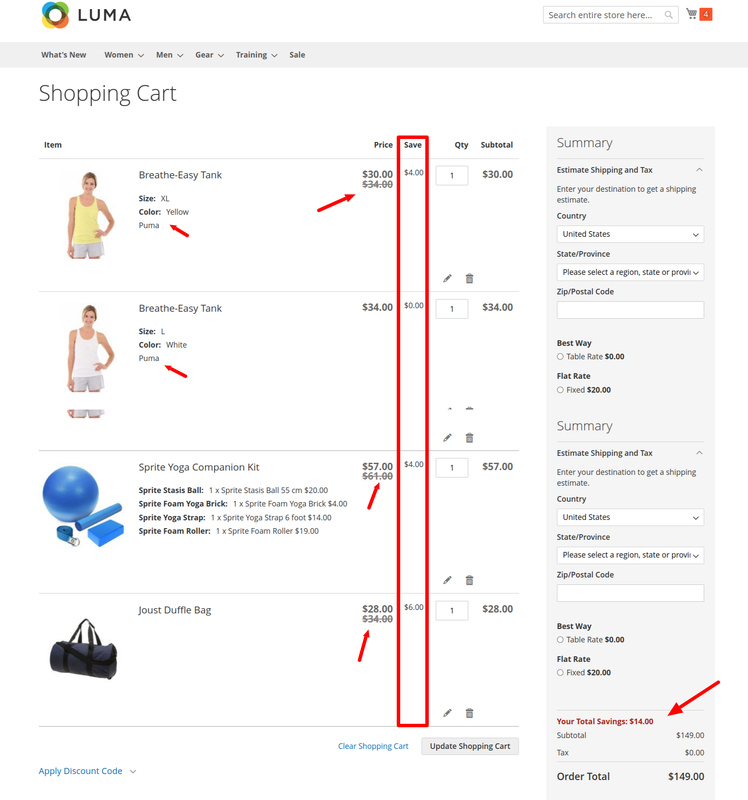 LUMA
Search entire store here...
4
What's New Women Men Gear Training Sale
Shopping Cart
Item Price Save Qty Subtotal
Breathe-Easy Tank $30.00 $34.00 $4.00 1 $30.00
Size: XL
Color: Yellow
Puma
Breathe-Easy Tank $34.00 $0.00 1 $34.00
Size: L
Color: White
Puma
Sprite Yoga Companion Kit $57.00 $61.00 $4.00 1 $57.00
Sprite Stasis Ball: 1 x Sprite Stasis Ball 55 cm $20.00
Sprite Foam Yoga Brick: 1 x Sprite Foam Yoga Brick $4.00
Sprite Yoga Strap: 1 x Sprite Yoga Strap 6 foot $14.00
Sprite Foam Roller: 1 x Sprite Foam Roller $19.00
Joust Duffle Bag $28.00 $34.00 $6.00 1 $28.00
Clear Shopping Cart Update Shopping Cart
Apply Discount Code
Summary
Estimate Shipping and Tax
Enter your destination to get a shipping
estimate.
Country
United States
State/Province
Please select a region, state or provi
Zip/Postal Code
Best Way
Table Rate $0.00
Flat Rate
Fixed $20.00
Summary
Estimate Shipping and Tax
Enter your destination to get a shipping
estimate.
Country
United States
State/Province
Please select a region, state or provi
Zip/Postal Code
Best Way
Table Rate $0.00
Flat Rate
Fixed $20.00
Your Total Savings: $14.00
Subtotal $149.00
Tax $0.00
Order Total $149.00